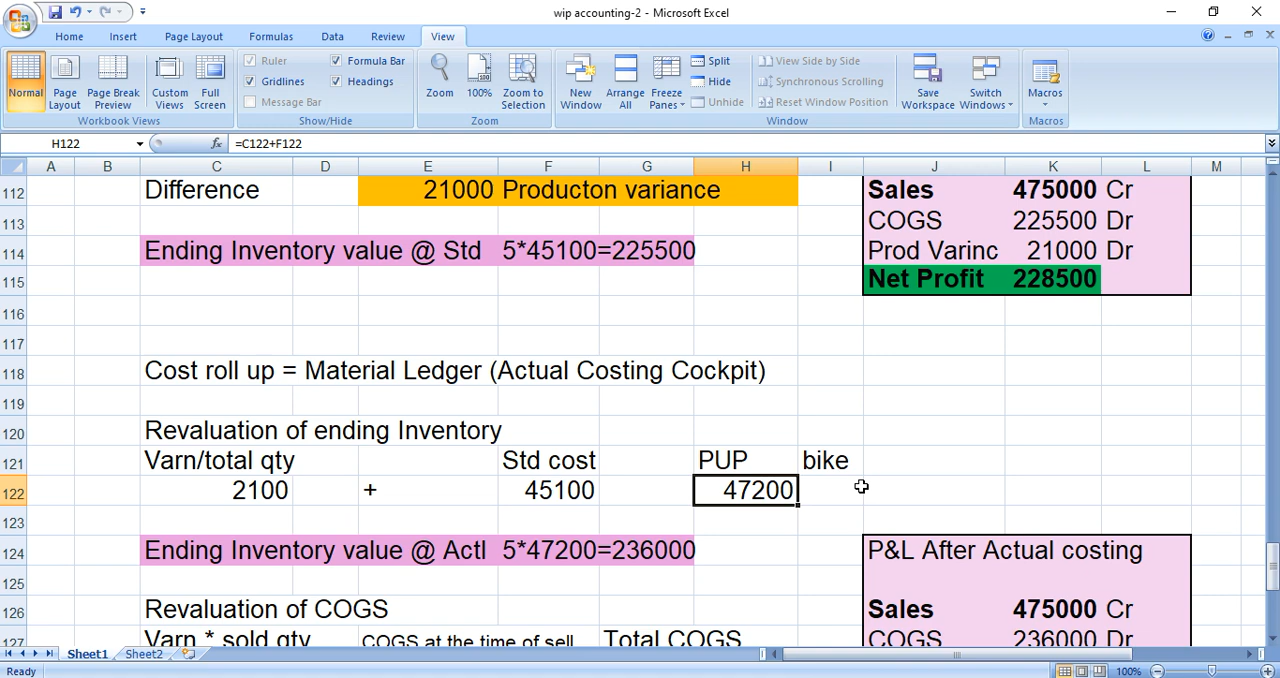 wip accounting-2 - Microsoft Excel
Home Insert Page Layout Formulas Data Review View
Normal Page Layout Page Break Preview Custom Views Full Screen
Workbook Views
Ruler Formula Bar
Gridlines Headings
Message Bar
Show/Hide
Zoom 100% Zoom to Selection
Zoom
New Window Arrange All Freeze Panes Split Hide Unhide
View Side by Side
Synchronous Scrolling
Reset Window Position
Save Workspace Switch Windows
Window
Macros
Macros
H122 fx =C122+F122
A B C D E F G H I J K L M
112 Difference 21000 Producton variance Sales 475000 Cr
113 COGS 225500 Dr
114 Ending Inventory value @ Std 5*45100=225500 Prod Varinc 21000 Dr
115 Net Profit 228500
116
117
118 Cost roll up = Material Ledger (Actual Costing Cockpit)
119
120 Revaluation of ending Inventory
121 Varn/total qty Std cost PUP bike
122 2100 + 45100 47200
123
124 Ending Inventory value @ Actl 5*47200=236000 P&L After Actual costing
125
126 Revaluation of COGS Sales 475000 Cr
127 Varn * sold qty COGS at the time of sell Total COGS COGS 236000 Dr
Sheet1 Sheet2
Ready 100%